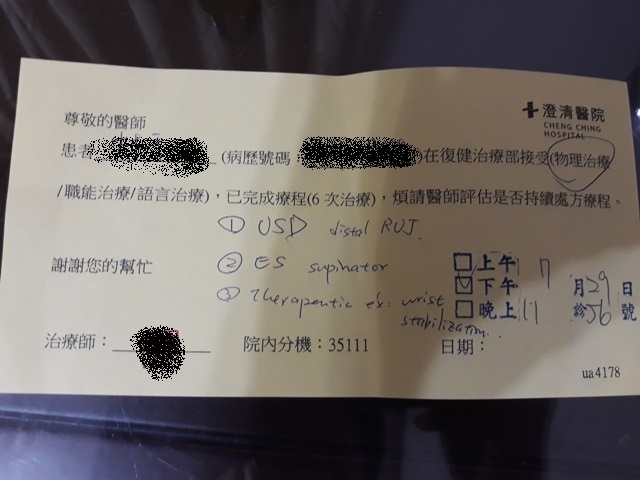 澄清醫院
CHENG CHING
HOSPITAL
尊敬的醫師
患者 (病歷號碼: )在復健治療部接受(物理治療
/職能治療/語言治療)，已完成療程(6 次治療)，煩請醫師評估是否持續處方療程。
① USD distal RUJ.
謝謝您的幫忙
② ES supinator
③ Therapeutic ex: wrist
stabilization.
上午 7 月 29 日
下午
晚上 診 56 號
治療師： 院內分機：35111 日期：
ua4178